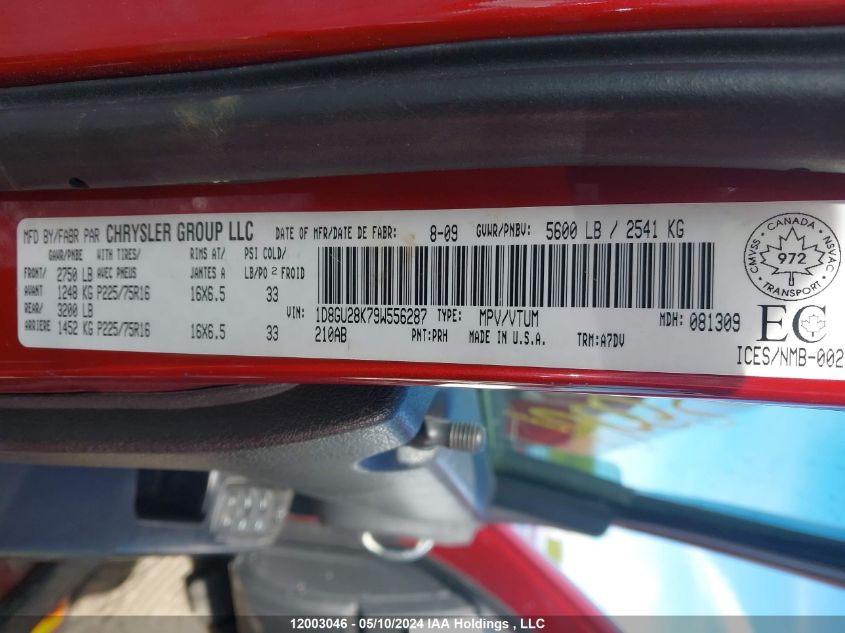 MFD BY/FABR PAR CHRYSLER GROUP LLC DATE OF MFR/DATE DE FABR: 8-09 GVWR/PNBV: 5600 LB / 2541 KG
GAWR/PNBE WITH TIRES/ RIMS AT/ PSI COLD/
FRONT/ 2750 LB AVEC PNEUS JANTES A LB/PO 2 FROID
AVANT 1248 KG P225/75R16 16X6.5 33
REAR/ 3200 LB
ARRIERE 1452 KG P225/75R16 16X6.5 33
VIN: 1D8GU28K79W556287 TYPE: MPV/VTUM MDH: 081309
210AB PNT:PRH MADE IN U.S.A. TRM:A7DV
CANADA
CMVSS 972 NSVAC
TRANSPORT
EC
ICES/NMB-002
12003046 - 05/10/2024 IAA Holdings , LLC